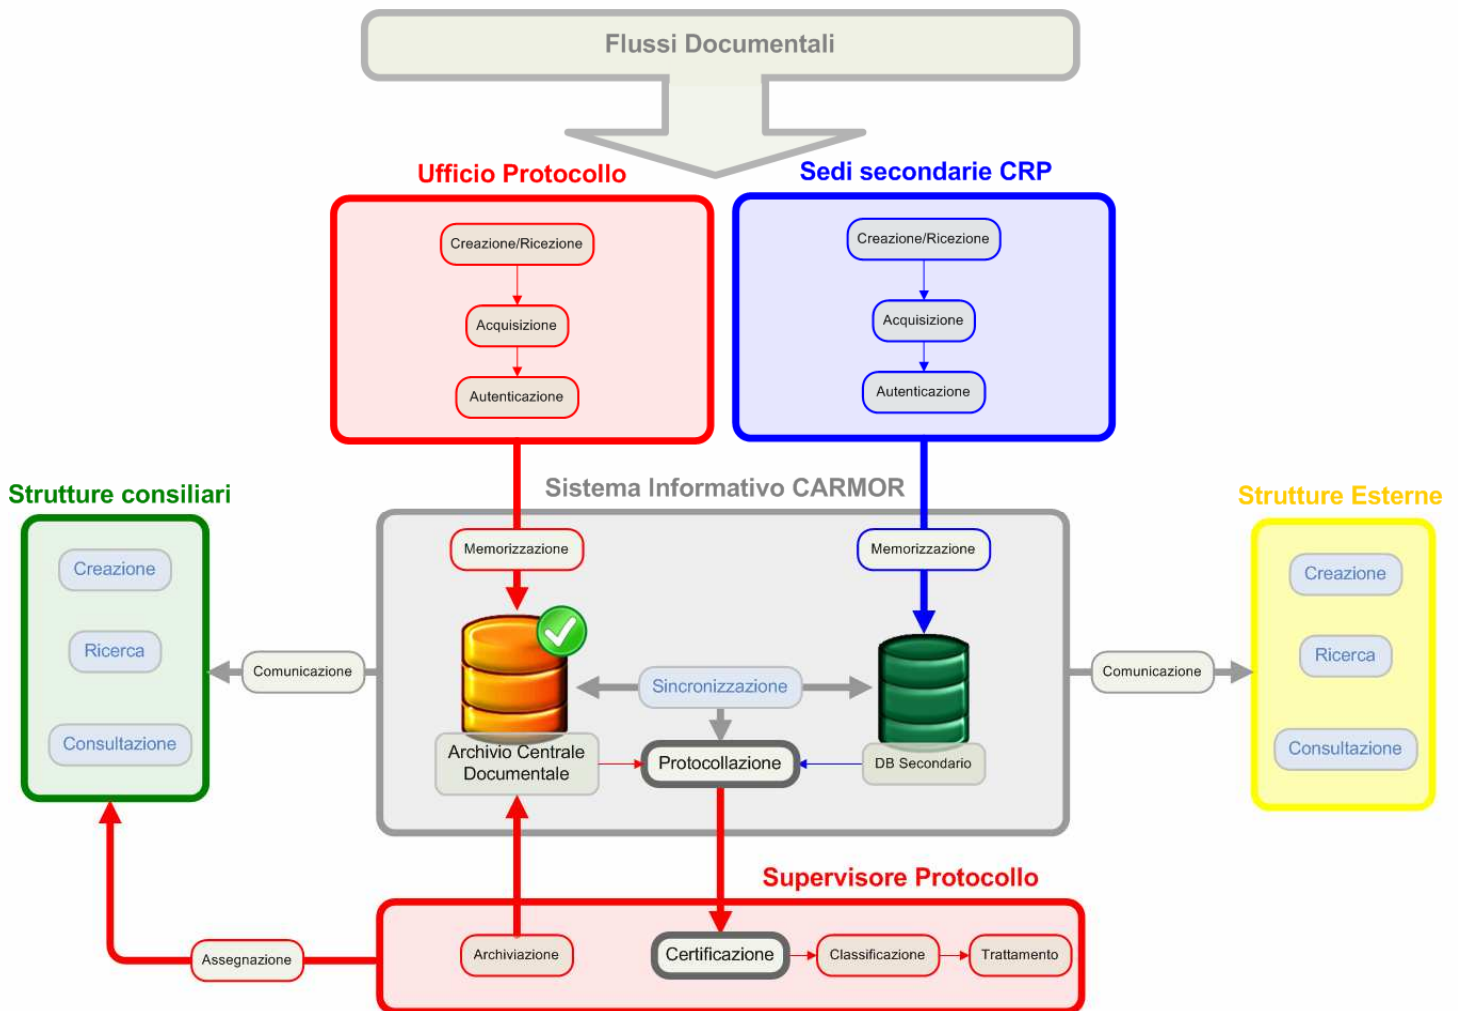 Flussi Documentali
Ufficio Protocollo
Sedi secondarie CRP
Creazione/Ricezione
Acquisizione
Autenticazione
Creazione/Ricezione
Acquisizione
Autenticazione
Strutture consiliari
Creazione
Ricerca
Consultazione
Sistema Informativo CARMOR
Memorizzazione
Memorizzazione
Comunicazione
Sincronizzazione
Archivio Centrale
Documentale
Protocollazione
DB Secondario
Comunicazione
Strutture Esterne
Creazione
Ricerca
Consultazione
Supervisore Protocollo
Assegnazione
Archiviazione
Certificazione
Classificazione
Trattamento